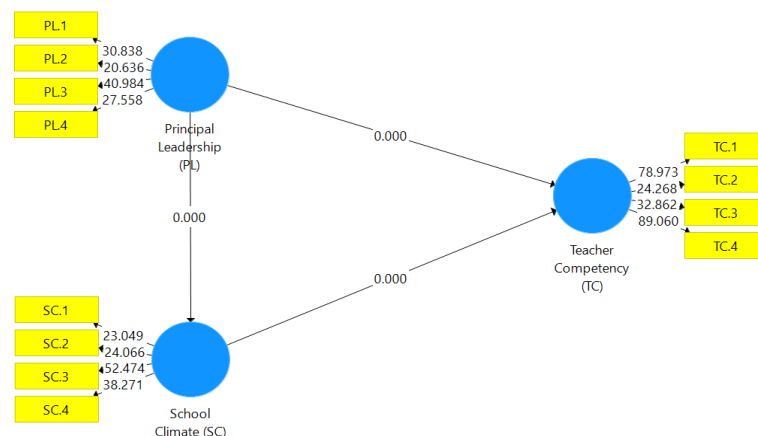 PL.1
PL.2
PL.3
PL.4
30.838
20.636
40.984
27.558
Principal
Leadership
(PL)
0.000
0.000
TC.1
TC.2
TC.3
TC.4
78.973
24.268
32.862
89.060
Teacher
Competency
(TC)
0.000
SC.1
SC.2
SC.3
SC.4
23.049
24.066
52.474
38.271
School
Climate (SC)